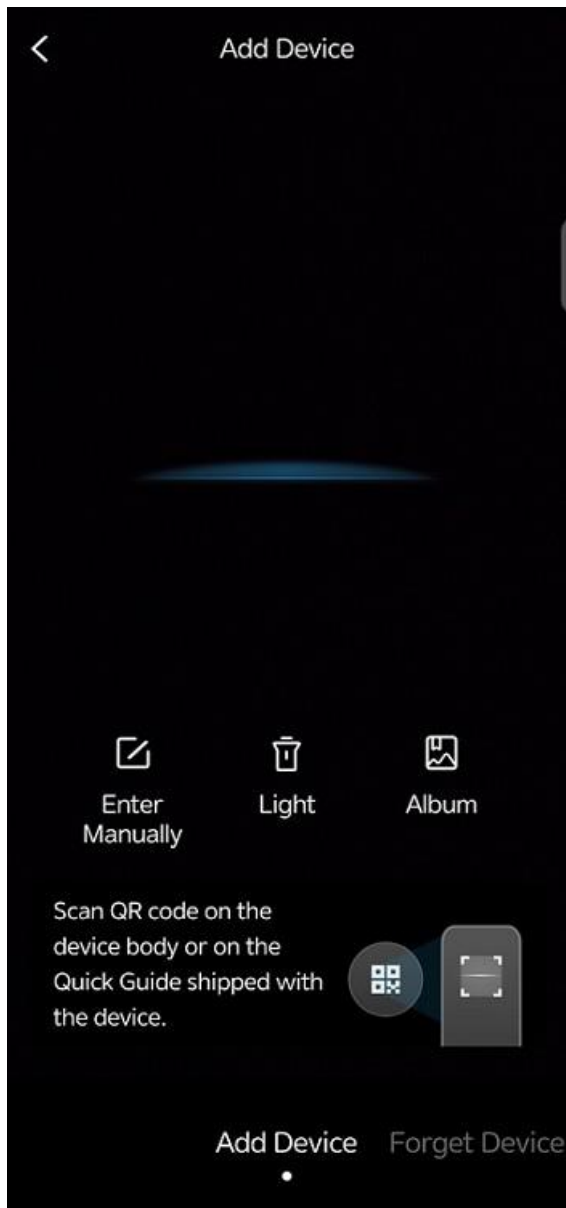 Add Device
Enter
Manually
Light
Album
Scan QR code on the
device body or on the
Quick Guide shipped with
the device.
Add Device
Forget Device